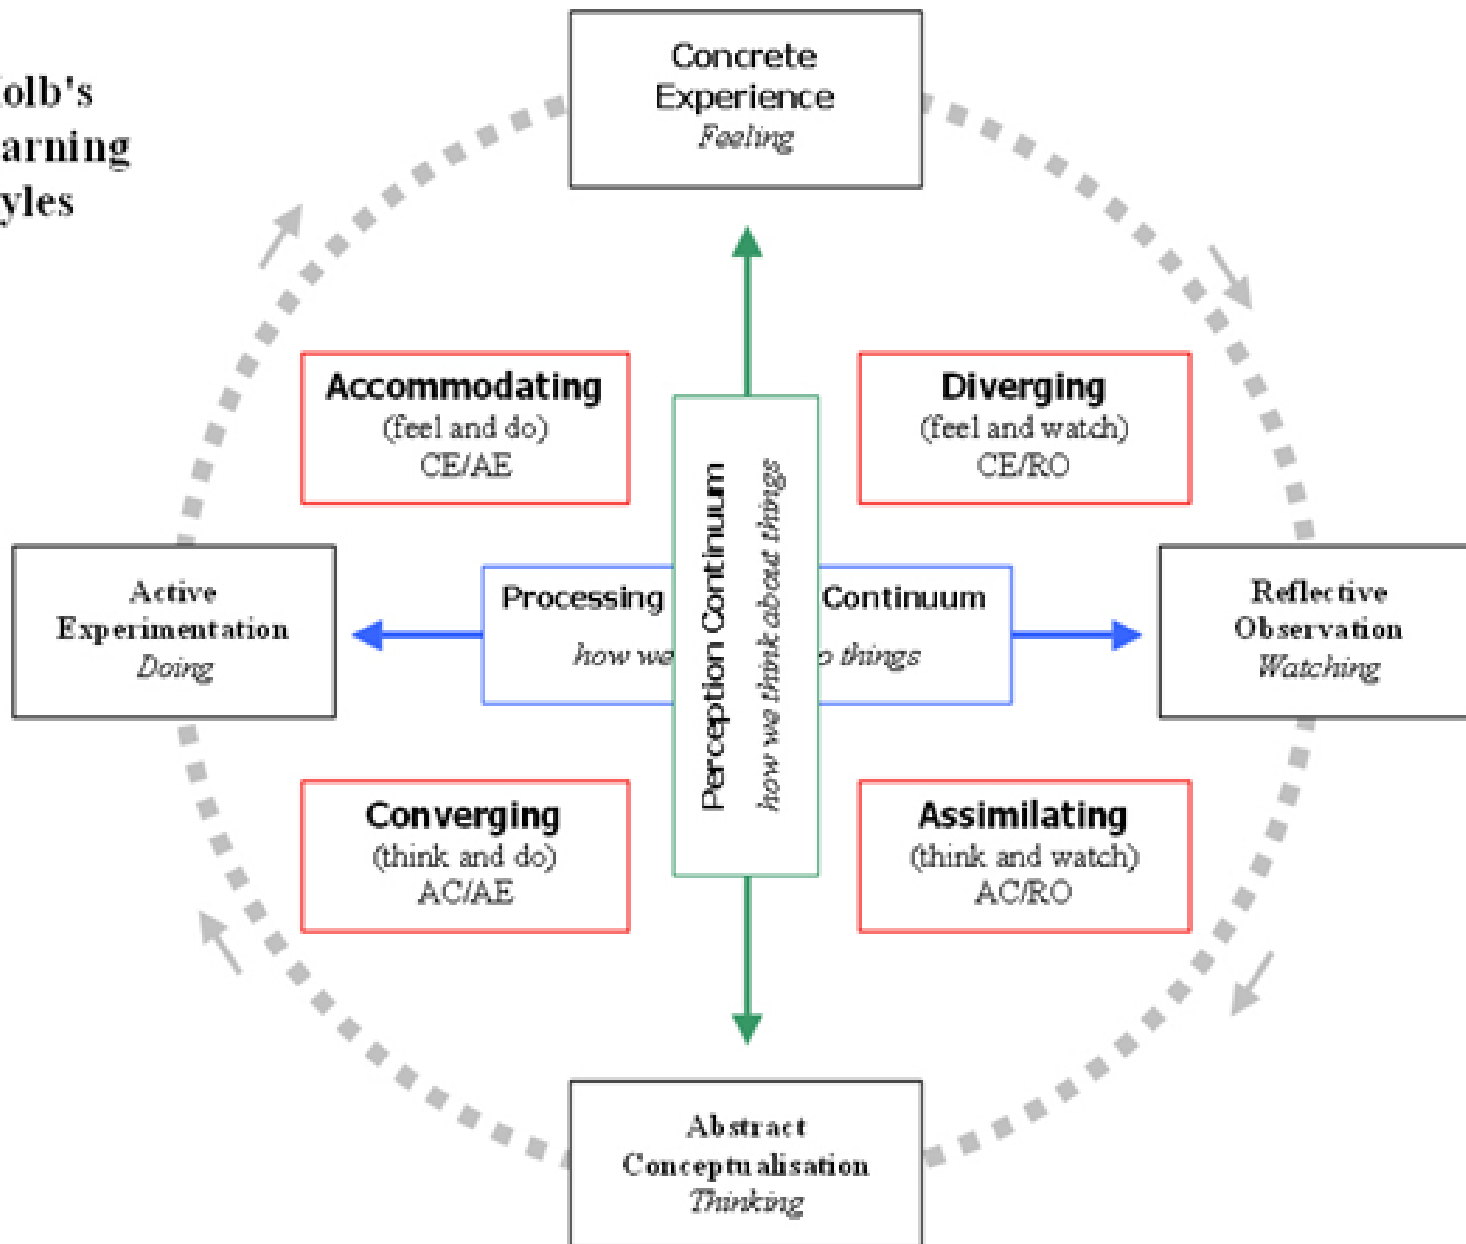 olb's
arning
yles
Concrete
Experience
Feeling
Accommodating
(feel and do)
CE/AE
Diverging
(feel and watch)
CE/RO
Active
Experimentation
Doing
Processing
Continuum
how we
o things
Perception Continuum
how we think about things
Reflective
Observation
Watching
Converging
(think and do)
AC/AE
Assimilating
(think and watch)
AC/RO
Abstract
Conceptualisation
Thinking